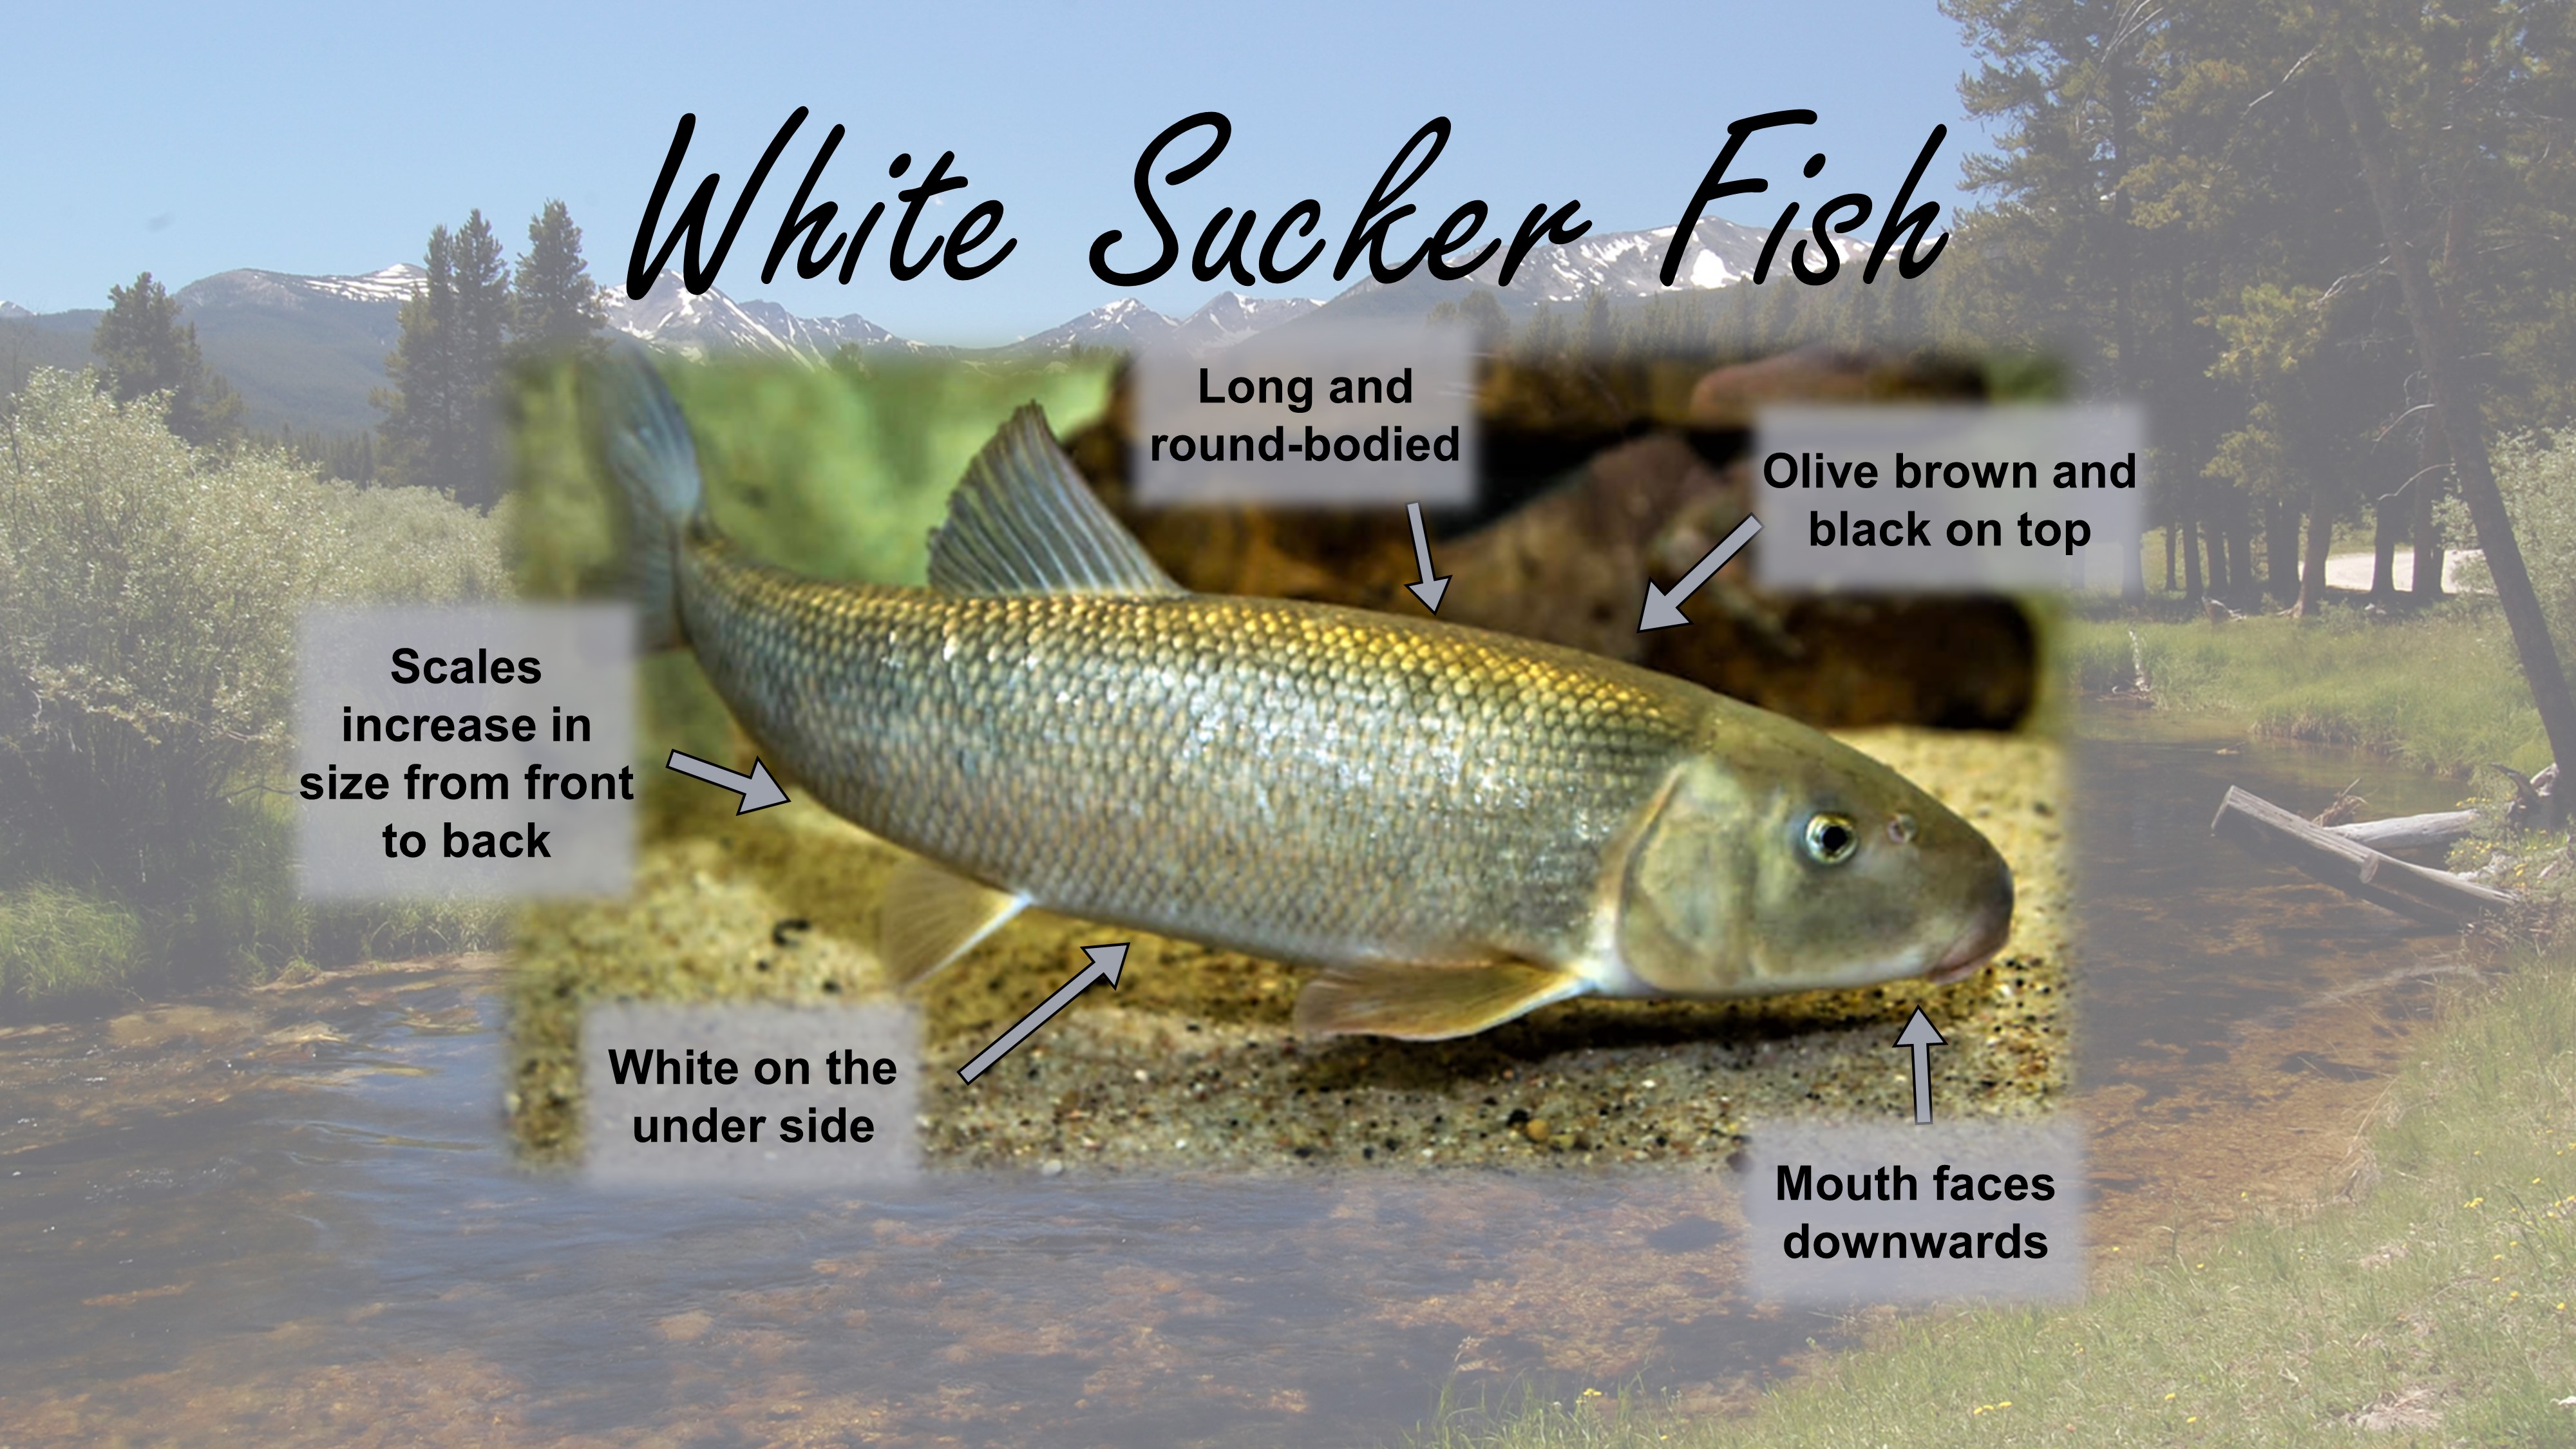 White Sucker Fish
Long and
round-bodied
Olive brown and
black on top
Scales
increase in
size from front
to back
White on the
under side
Mouth faces
downwards